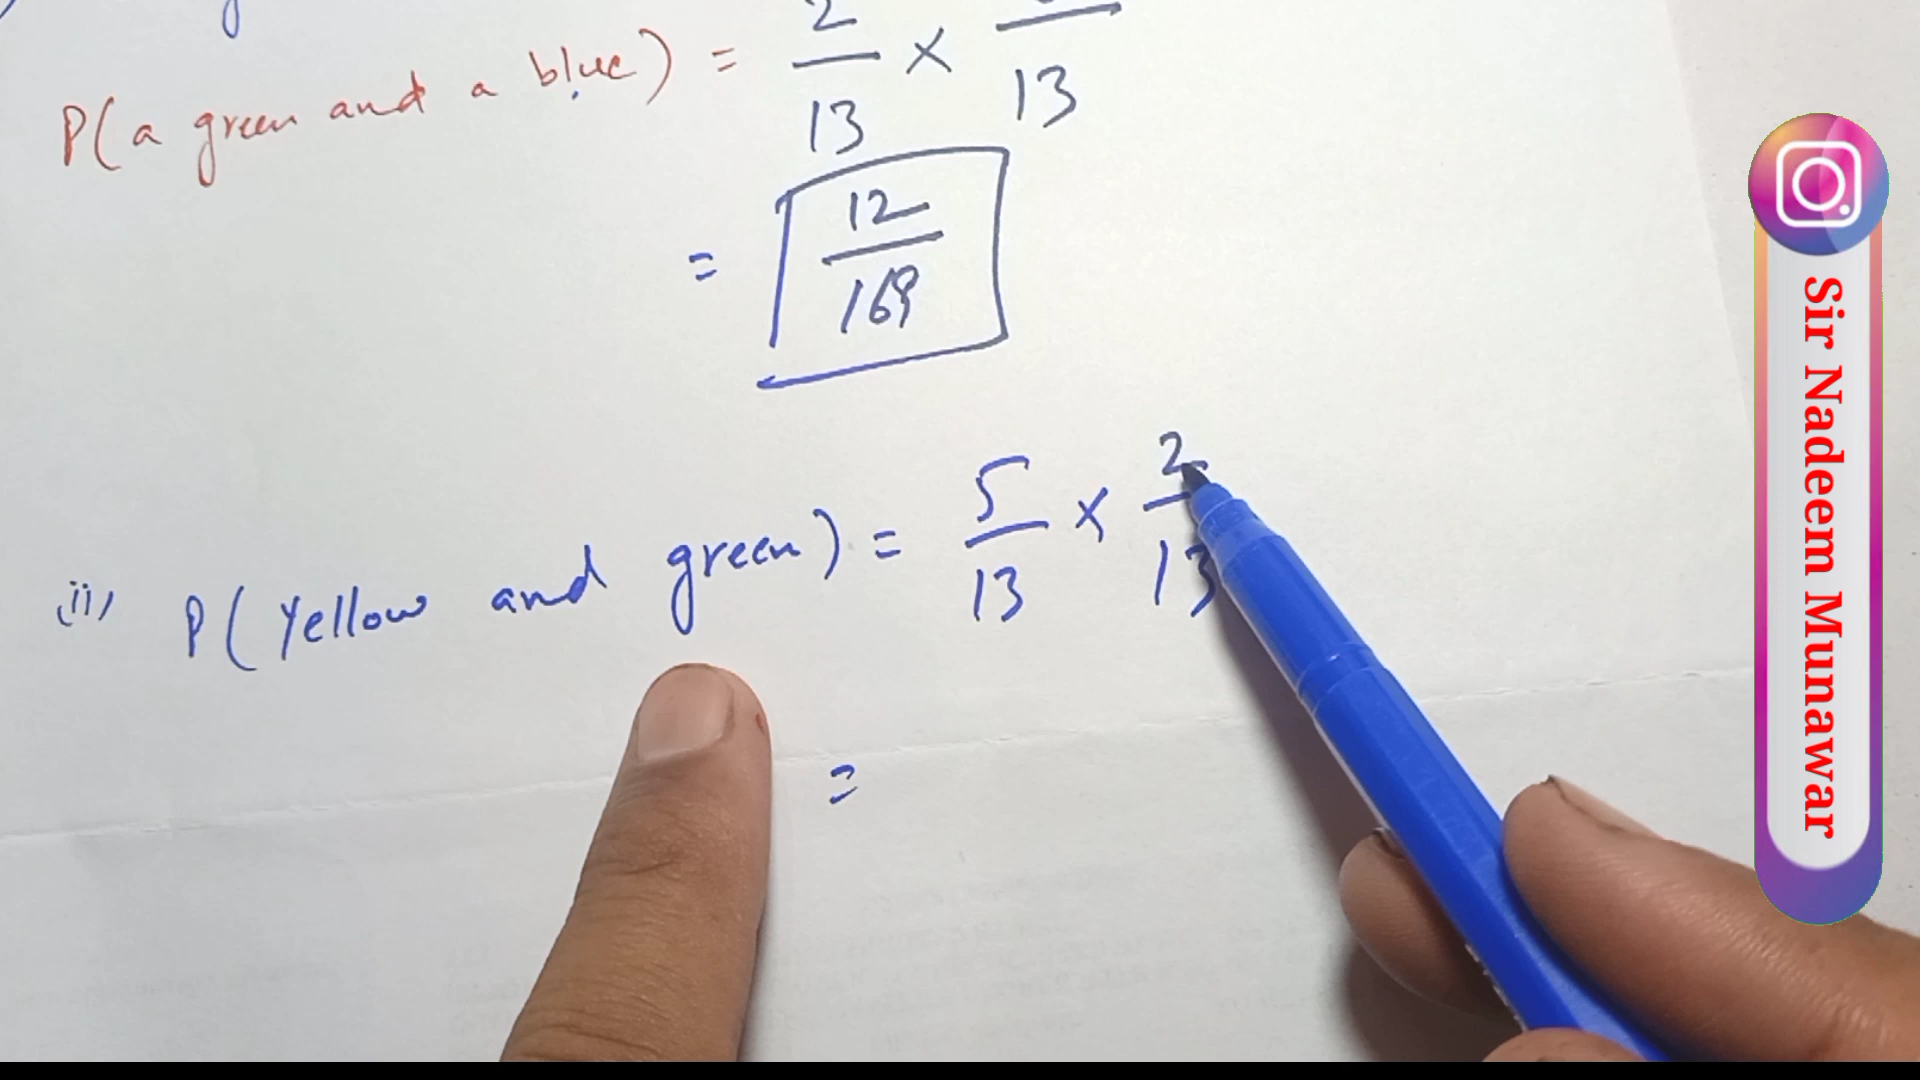 P(a green and a blue) = 2/13 × /13
= 12/169
(ii) P(Yellow and green) = 5/13 × 2/13
=
Sir Nadeem Munawar